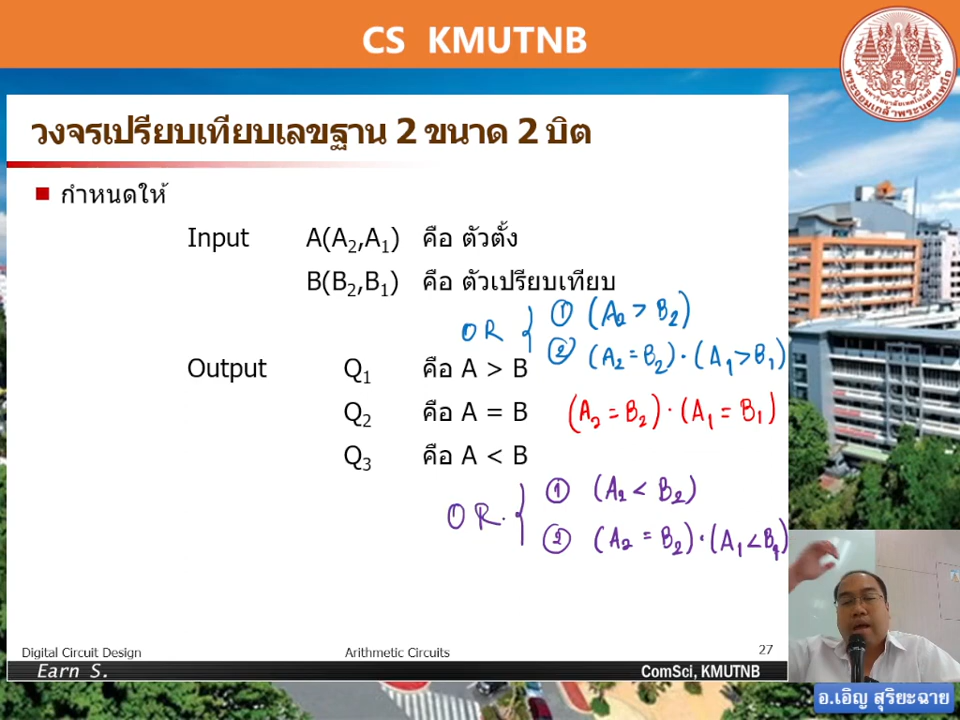 CS KMUTNB
วงจรเปรียบเทียบเลขฐาน 2 ขนาด 2 บิต
กำหนดให้
Input A(A₂,A₁) คือ ตัวตั้ง
B(B₂,B₁) คือ ตัวเปรียบเทียบ
OR { ① (A₂ > B₂)
② (A₂ = B₂) · (A₁ > B₁)
Output Q₁ คือ A > B
Q₂ คือ A = B (A₂ = B₂) · (A₁ = B₁)
Q₃ คือ A < B
OR { ① (A₂ < B₂)
② (A₂ = B₂) · (A₁ < B₁)
Digital Circuit Design Arithmetic Circuits 27
Earn S. ComSci, KMUTNB
อ.เอิญ สุริยะฉาย